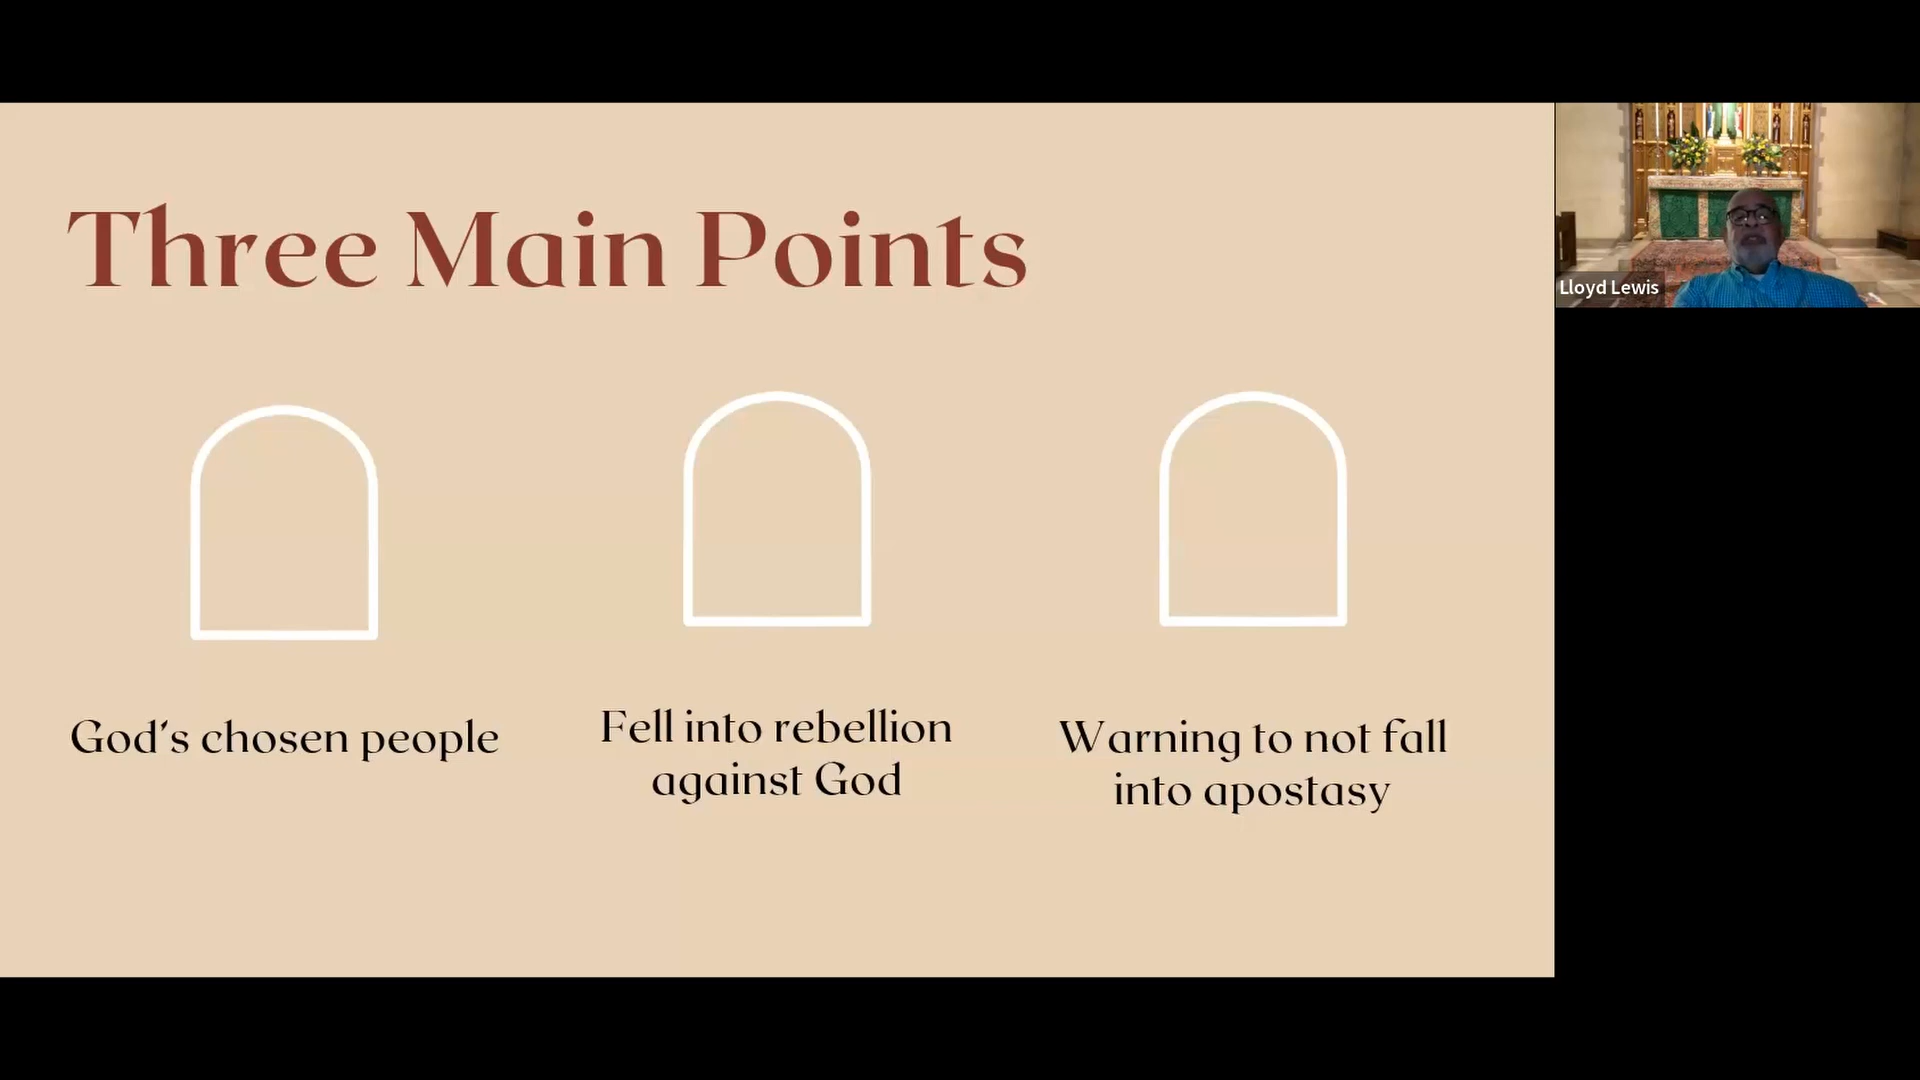 Three Main Points
God's chosen people
Fell into rebellion
against God
Warning to not fall
into apostasy
Lloyd Lewis